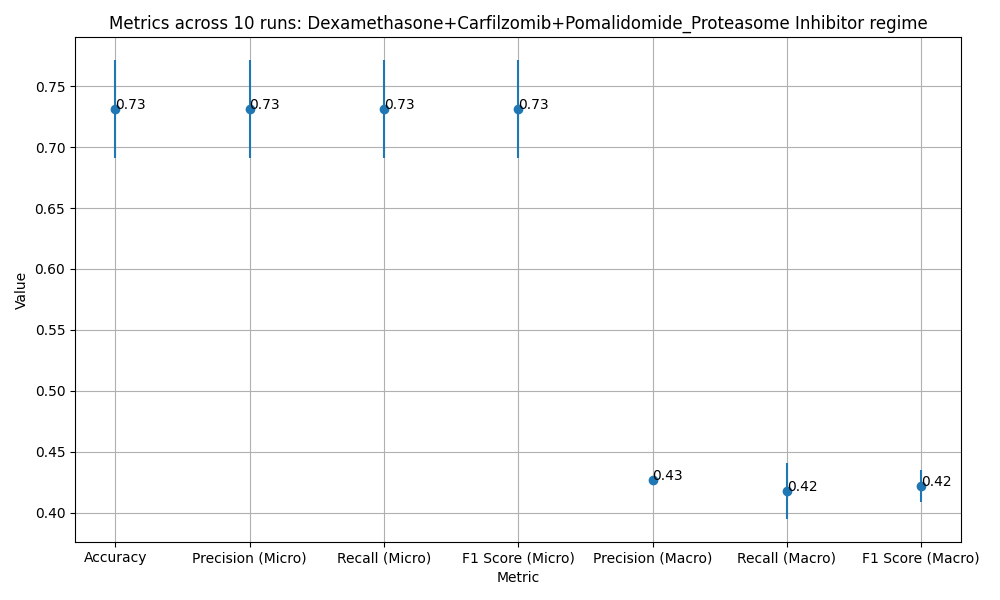 Metrics across 10 runs: Dexamethasone+Carfilzomib+Pomalidomide_Proteasome Inhibitor regime
Value
0.75
0.70
0.65
0.60
0.55
0.50
0.45
0.40
0.73
0.73
0.73
0.73
0.43
0.42
0.42
Accuracy
Precision (Micro)
Recall (Micro)
F1 Score (Micro)
Precision (Macro)
Recall (Macro)
F1 Score (Macro)
Metric